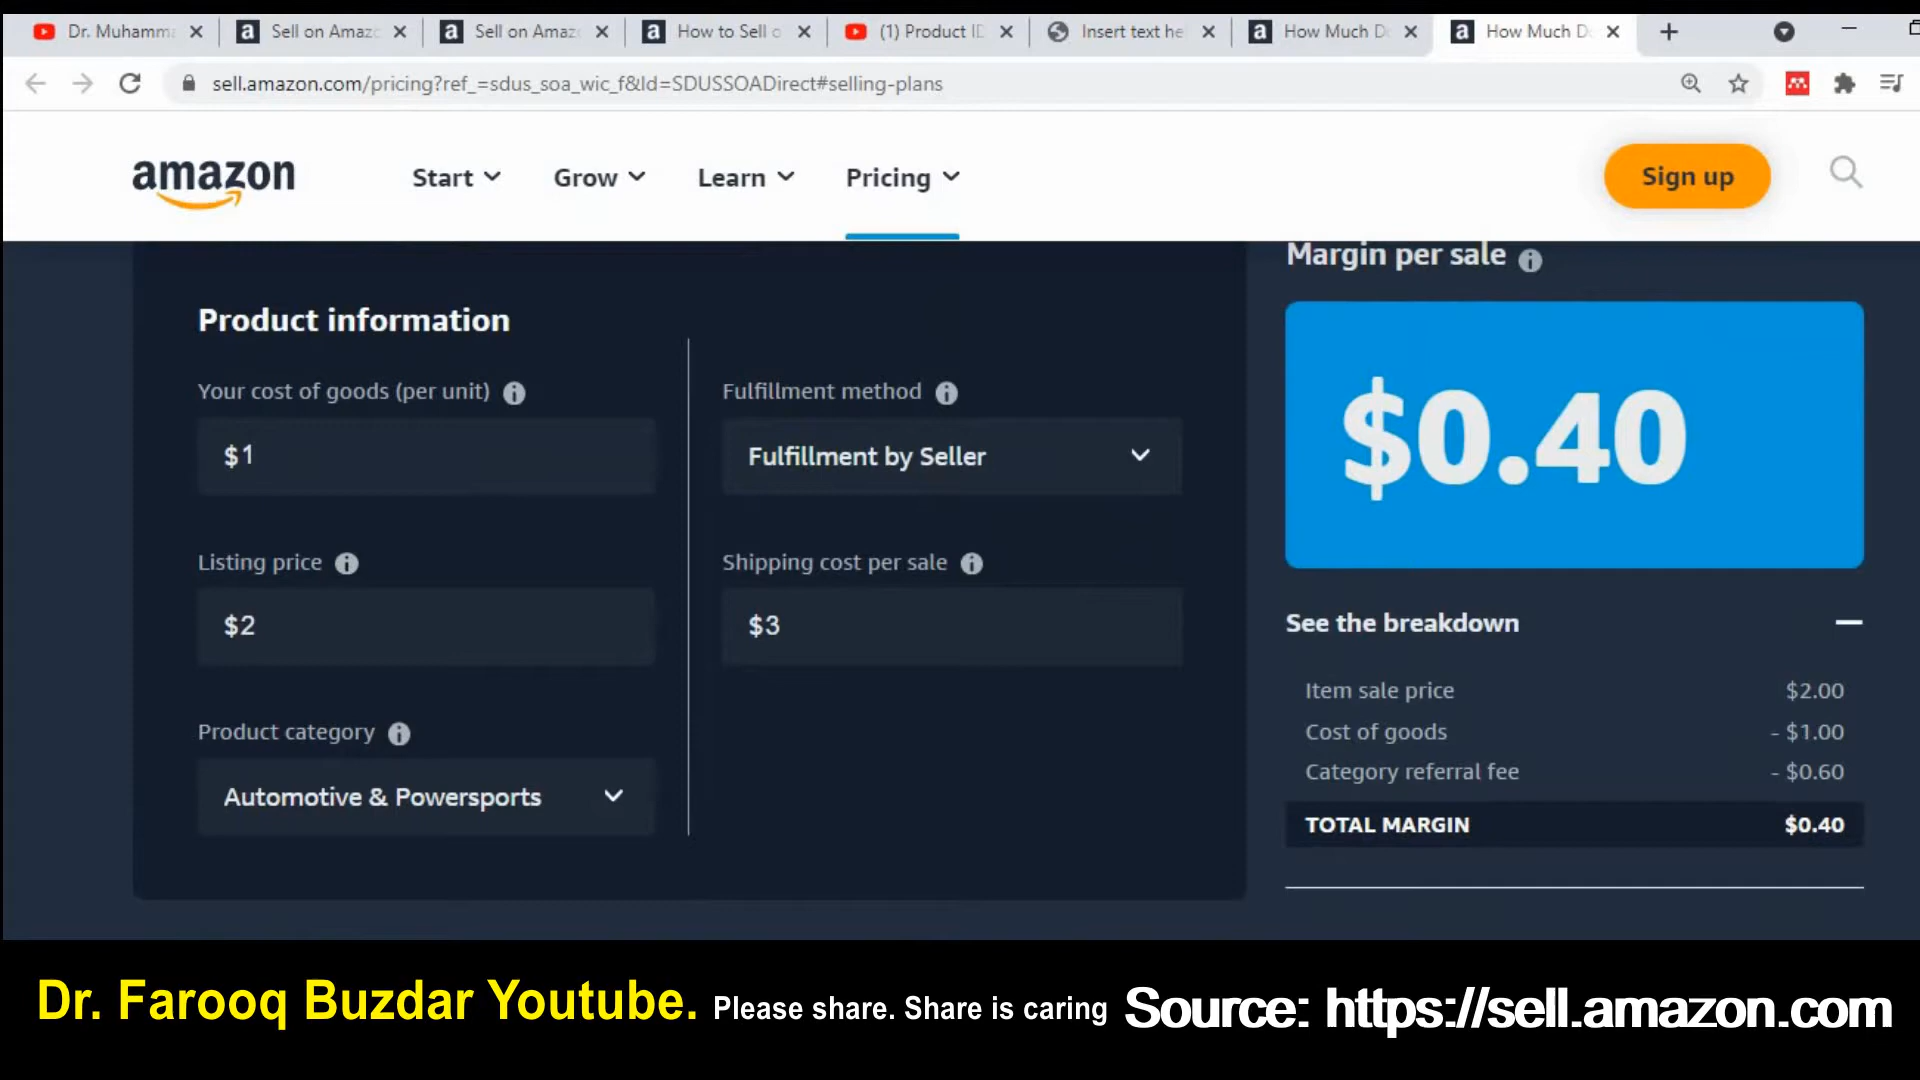 Dr. Muhamma
Sell on Amaz
Sell on Amaz
How to Sell o
(1) Product ID
Insert text he
How Much D
How Much D
sell.amazon.com/pricing?ref_=sdus_soa_wic_f&ld=SDUSSOADirect#selling-plans
amazon Start Grow Learn Pricing Sign up
Product information
Your cost of goods (per unit)
$1
Listing price
$2
Product category
Automotive & Powersports
Fulfillment method
Fulfillment by Seller
Shipping cost per sale
$3
Margin per sale
$0.40
See the breakdown
Item sale price $2.00
Cost of goods - $1.00
Category referral fee - $0.60
TOTAL MARGIN $0.40
Dr. Farooq Buzdar Youtube. Please share. Share is caring Source: https://sell.amazon.com